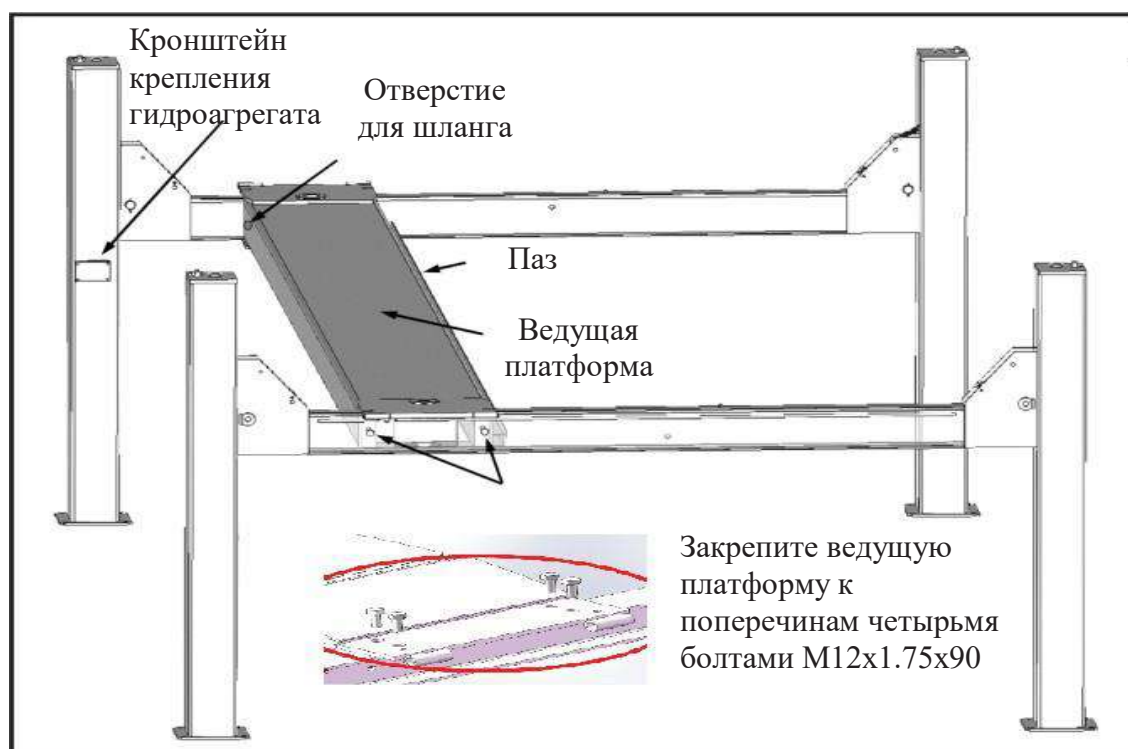 Кронштейн
крепления
гидроагрегата
Отверстие
для шланга
Паз
Ведущая
платформа
Закрепите ведущую
платформу к
поперечинам четырьмя
болтами M12x1.75x90